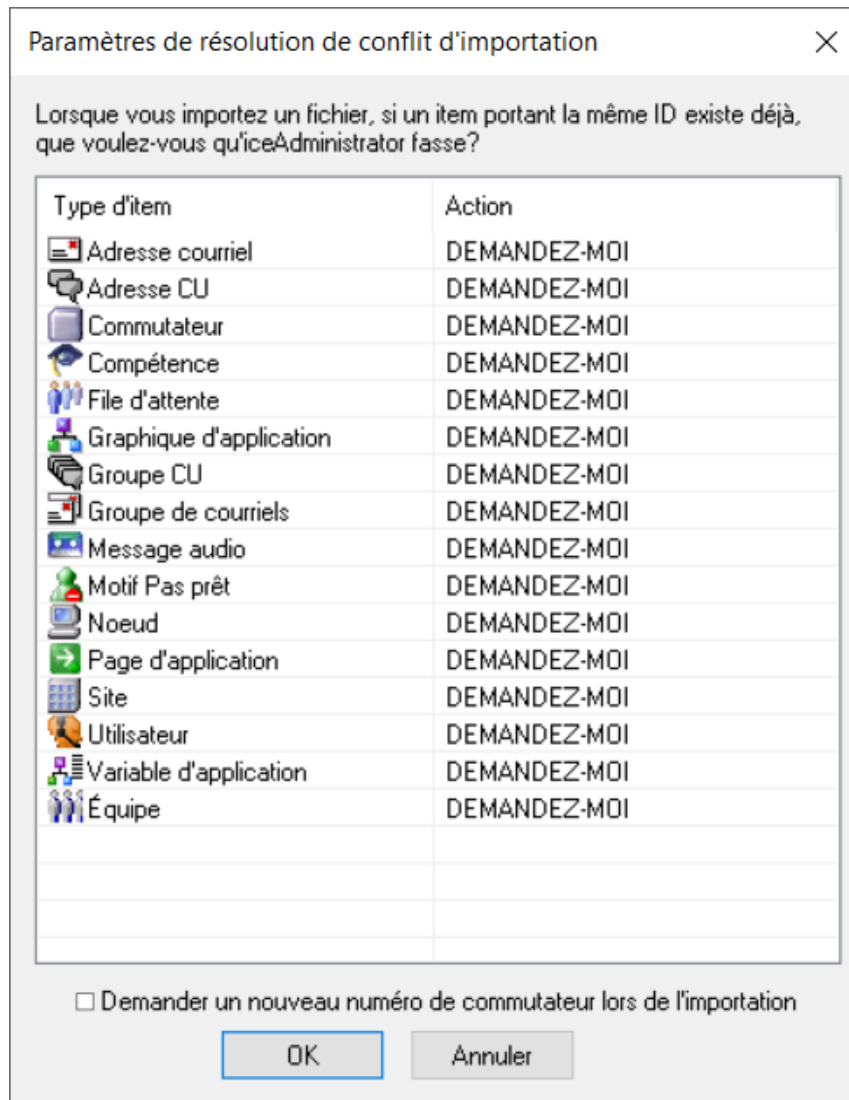 Paramètres de résolution de conflit d'importation
Lorsque vous importez un fichier, si un item portant la même ID existe déjà,
que voulez-vous qu'iceAdministrator fasse?
Type d'item Action
Adresse courriel DEMANDEZ-MOI
Adresse CU DEMANDEZ-MOI
Commutateur DEMANDEZ-MOI
Compétence DEMANDEZ-MOI
File d'attente DEMANDEZ-MOI
Graphique d'application DEMANDEZ-MOI
Groupe CU DEMANDEZ-MOI
Groupe de courriels DEMANDEZ-MOI
Message audio DEMANDEZ-MOI
Motif Pas prêt DEMANDEZ-MOI
Noeud DEMANDEZ-MOI
Page d'application DEMANDEZ-MOI
Site DEMANDEZ-MOI
Utilisateur DEMANDEZ-MOI
Variable d'application DEMANDEZ-MOI
Équipe DEMANDEZ-MOI
Demander un nouveau numéro de commutateur lors de l'importation
OK Annuler